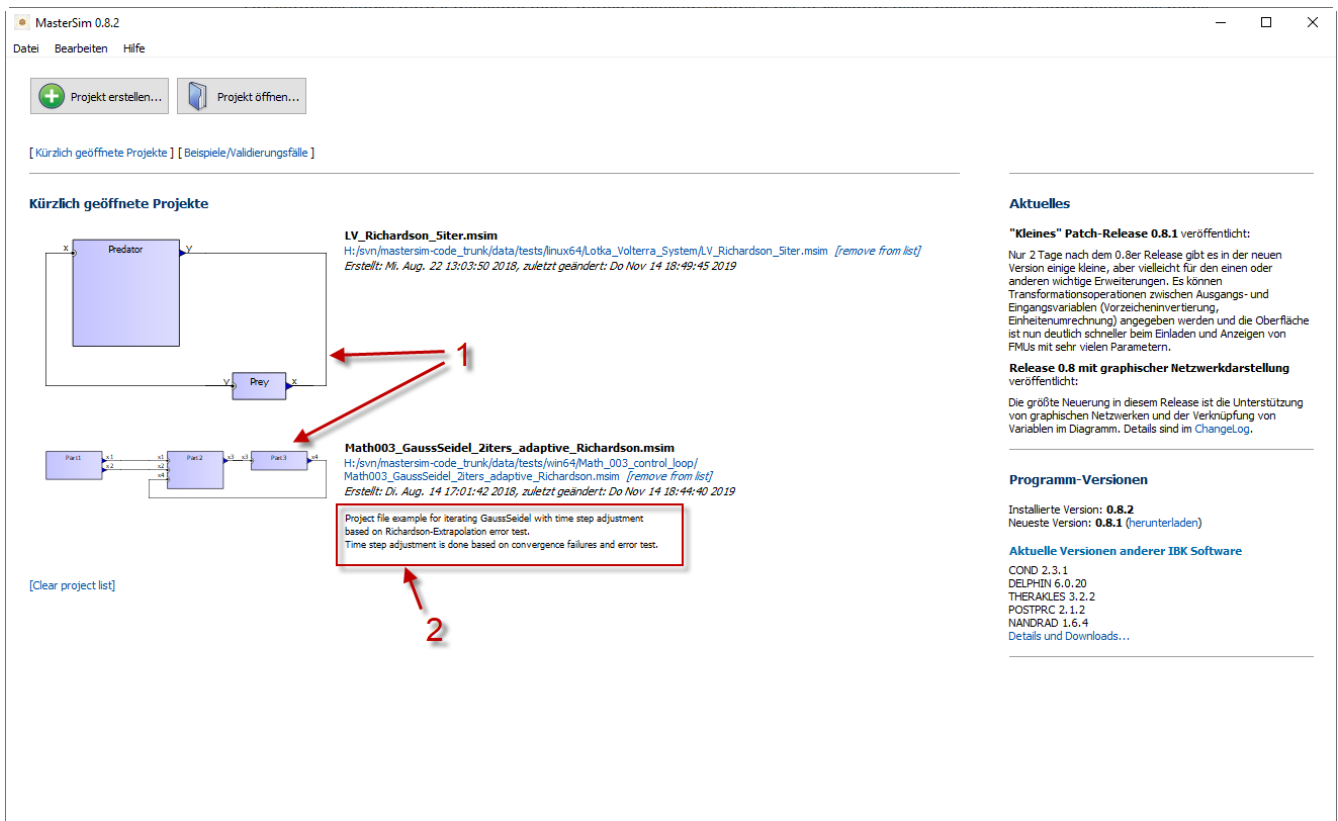 MasterSim 0.8.2
Datei Bearbeiten Hilfe
Projekt erstellen... Projekt öffnen...
[ Kürzlich geöffnete Projekte ] [ Beispiele/Validierungsfälle ]
Kürzlich geöffnete Projekte
x Predator y
y Prey x
LV_Richardson_5iter.msim
H:/svn/mastersim-code_trunk/data/tests/linux64/Lotka_Volterra_System/LV_Richardson_5iter.msim [remove from list]
Erstellt: Mi. Aug. 22 13:03:50 2018, zuletzt geändert: Do Nov 14 18:49:45 2019
1
Part1 x1 x1 Part2 x3 x3 Part3 x4
x2 x2
x4
Math003_GaussSeidel_2iters_adaptive_Richardson.msim
H:/svn/mastersim-code_trunk/data/tests/win64/Math_003_control_loop/
Math003_GaussSeidel_2iters_adaptive_Richardson.msim [remove from list]
Erstellt: Di. Aug. 14 17:01:42 2018, zuletzt geändert: Do Nov 14 18:44:40 2019
Project file example for iterating GaussSeidel with time step adjustment
based on Richardson-Extrapolation error test.
Time step adjustment is done based on convergence failures and error test.
2
[Clear project list]
Aktuelles
"Kleines" Patch-Release 0.8.1 veröffentlicht:
Nur 2 Tage nach dem 0.8er Release gibt es in der neuen
Version einige kleine, aber vielleicht für den einen oder
anderen wichtige Erweiterungen. Es können
Transformationsoperationen zwischen Ausgangs- und
Eingangsvariablen (Vorzeicheninvertierung,
Einheitenumrechnung) angegeben werden und die Oberfläche
ist nun deutlich schneller beim Einladen und Anzeigen von
FMUs mit sehr vielen Parametern.
Release 0.8 mit graphischer Netzwerkdarstellung
veröffentlicht:
Die größte Neuerung in diesem Release ist die Unterstützung
von graphischen Netzwerken und der Verknüpfung von
Variablen im Diagramm. Details sind im ChangeLog.
Programm-Versionen
Installierte Version: 0.8.2
Neueste Version: 0.8.1 (herunterladen)
Aktuelle Versionen anderer IBK Software
COND 2.3.1
DELPHIN 6.0.20
THERAKLES 3.2.2
POSTPRC 2.1.2
NANDRAD 1.6.4
Details und Downloads...